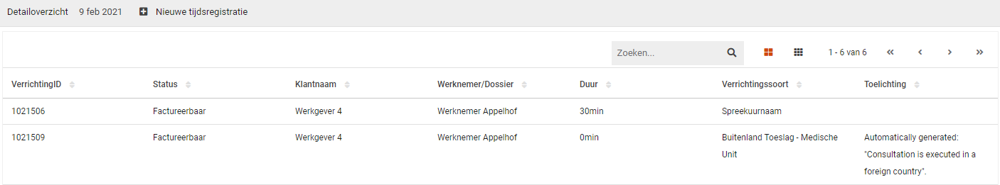 Detailoverzicht 9 feb 2021 Nieuwe tijdsregistratie
Zoeken... 1 - 6 van 6
VerrichtingID Status Klantnaam Werknemer/Dossier Duur Verrichtingssoort Toelichting
1021506 Factureerbaar Werkgever 4 Werknemer Appelhof 30min Spreekuurnaam
1021509 Factureerbaar Werkgever 4 Werknemer Appelhof 0min Buitenland Toeslag - Medische Automatically generated:
Unit "Consultation is executed in a
foreign country".